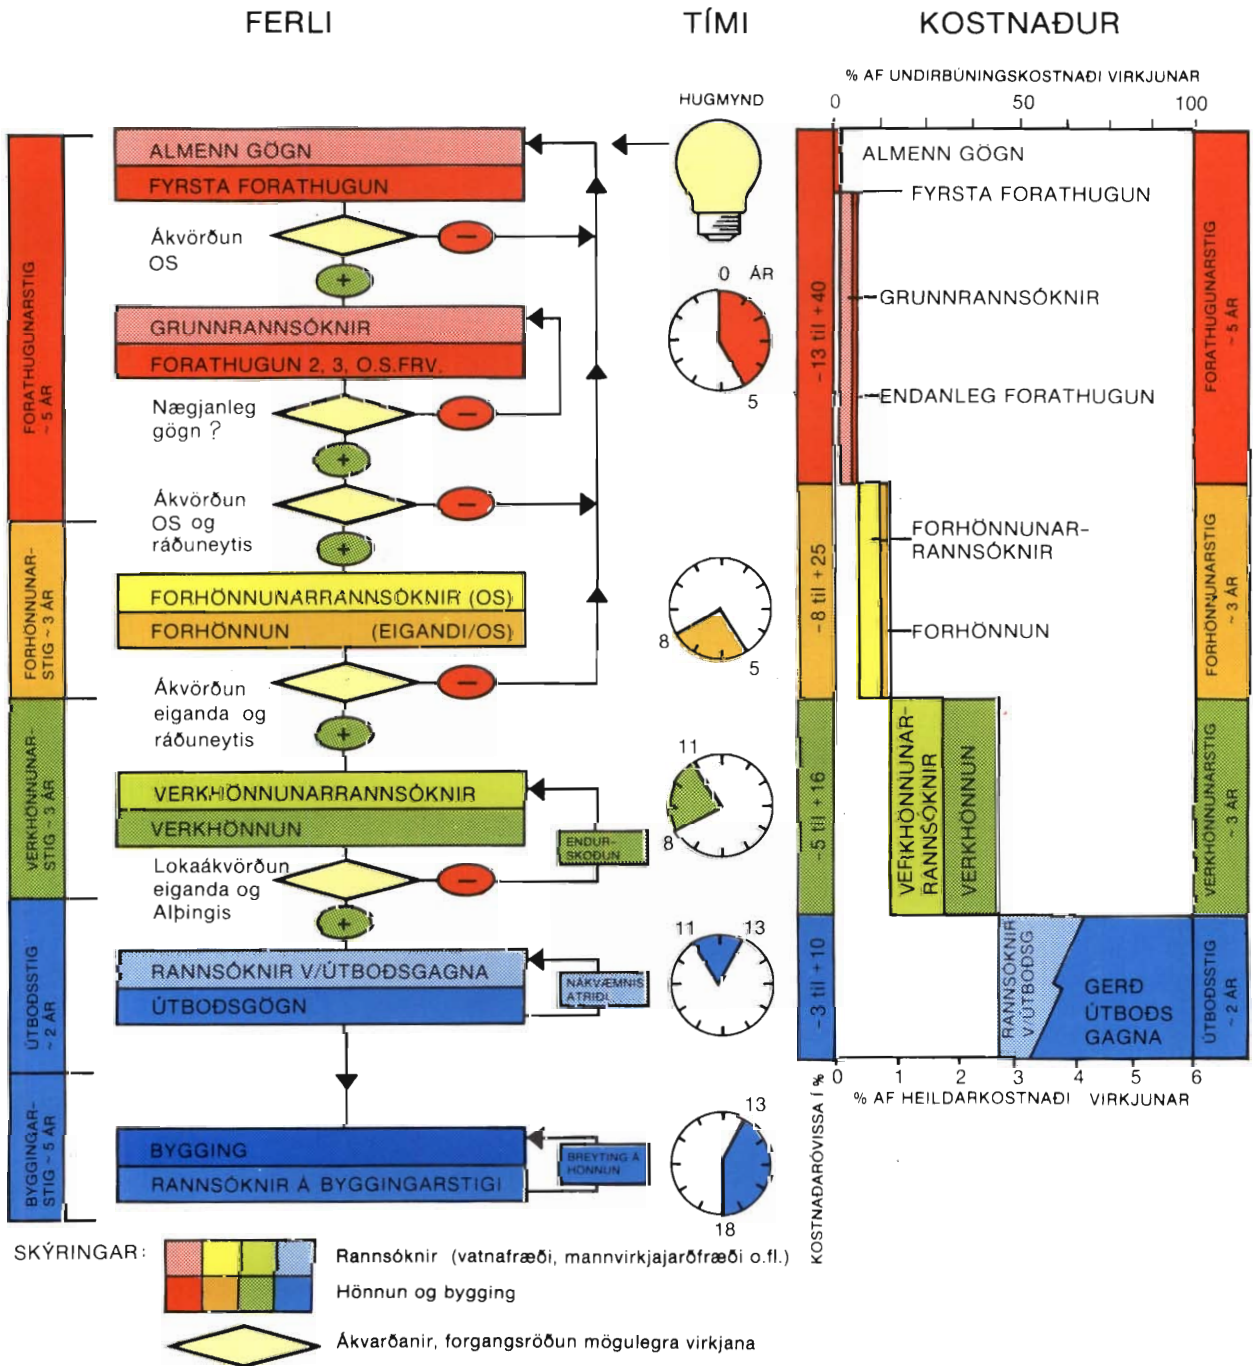 FERLI
TÍMI
KOSTNAÐUR
% AF UNDIRBÚNINGSKOSTNAÐI VIRKJUNAR
0 50 100
HUGMYND
FORATHUGUNARSTIG
~ 5 ÁR
FORHÖNNUNAR-
STIG ~ 3 ÁR
VERKHÖNNUNAR-
STIG ~ 3 ÁR
ÚTBOÐSSTIG
~ 2 ÁR
BYGGINGAR-
STIG ~ 5 ÁR
ALMENN GÖGN
FYRSTA FORATHUGUN
Ákvörðun
OS
−
+
GRUNNRANNSÓKNIR
FORATHUGUN 2, 3, O.S.FRV.
Nægjanleg
gögn ?
−
+
Ákvörðun
OS og
ráðuneytis
−
+
FORHÖNNUNARRANNSÓKNIR (OS)
FORHÖNNUN (EIGANDI/OS)
Ákvörðun
eiganda og
ráðuneytis
−
+
VERKHÖNNUNARRANNSÓKNIR
VERKHÖNNUN
ENDUR-
SKOÐUN
Lokaákvörðun
eiganda og
Alþingis
−
+
RANNSÓKNIR V/ÚTBOÐSGAGNA
ÚTBOÐSGÖGN
NÁKVÆMNIS
ATRIÐI
BYGGING
RANNSÓKNIR Á BYGGINGARSTIGI
BREYTING Á
HÖNNUN
0 ÁR
5
8
5
11
8
11 13
13
18
-13 til +40
-8 til +25
-5 til +16
-3 til +10
KOSTNAÐARÓVISSA Í %
ALMENN GÖGN
FYRSTA FORATHUGUN
GRUNNRANNSÓKNIR
ENDANLEG FORATHUGUN
FORHÖNNUNAR-
RANNSÓKNIR
FORHÖNNUN
VERKHÖNNUNAR-
RANNSÓKNIR
VERKHÖNNUN
RANNSÓKNIR
V/ÚTBOÐSG
GERÐ
ÚTBOÐS
GAGNA
FORATHUGUNARSTIG
~ 5 ÁR
FORHÖNNUNARSTIG
~ 3 ÁR
VERKHÖNNUNARSTIG
~ 3 ÁR
ÚTBOÐSSTIG
~ 2 ÁR
0 1 2 3 4 5 6
% AF HEILDARKOSTNAÐI VIRKJUNAR
SKÝRINGAR:
Rannsóknir (vatnafræði, mannvirkjajarðfræði o.fl.)
Hönnun og bygging
Ákvarðanir, forgangsröðun mögulegra virkjana